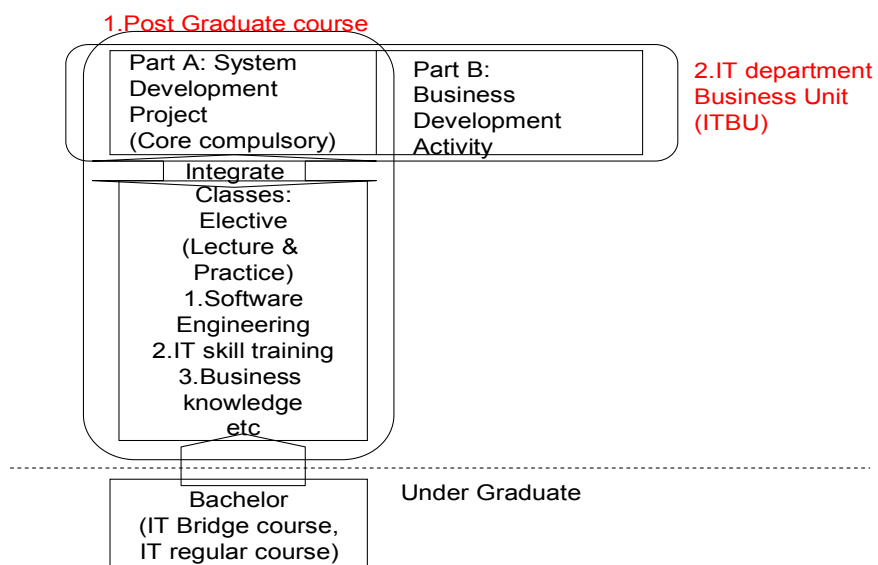 1.Post Graduate course
Part A: System
Development
Project
(Core compulsory)
Part B:
Business
Development
Activity
2.IT department
Business Unit
(ITBU)
Integrate
Classes:
Elective
(Lecture &
Practice)
1.Software
Engineering
2.IT skill training
3.Business
knowledge
etc
Under Graduate
Bachelor
(IT Bridge course,
IT regular course)